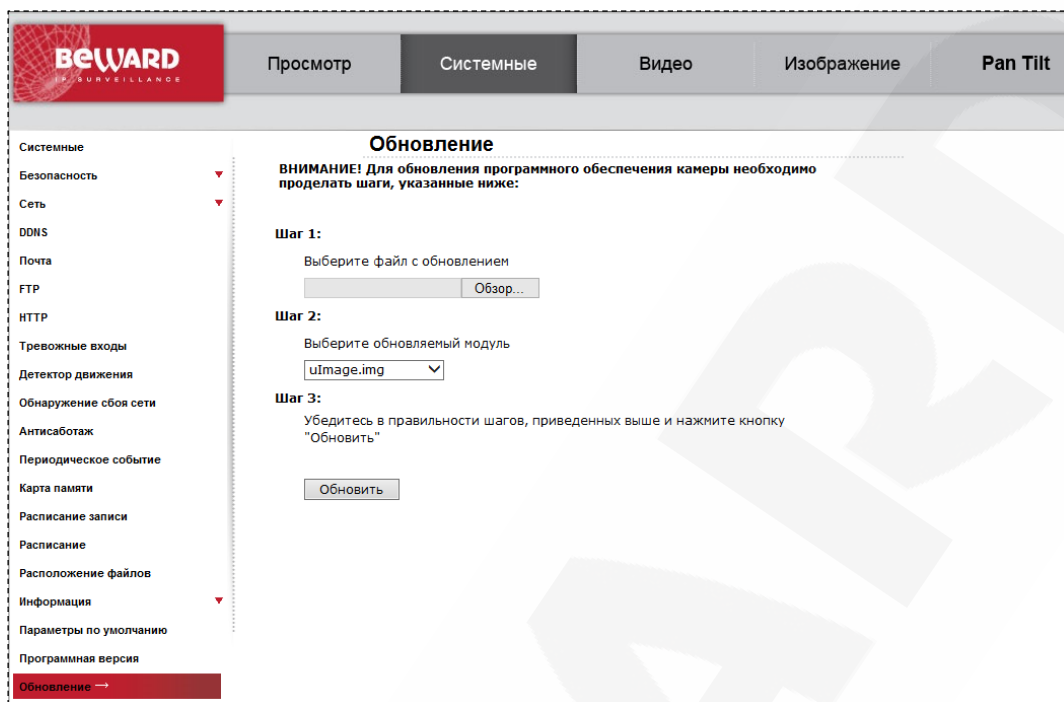 BEWARD
IP SURVEILLANCE
Просмотр
Системные
Видео
Изображение
Pan Tilt
Системные
Безопасность
Сеть
DDNS
Почта
FTP
HTTP
Тревожные входы
Детектор движения
Обнаружение сбоя сети
Антисаботаж
Периодическое событие
Карта памяти
Расписание записи
Расписание
Расположение файлов
Информация
Параметры по умолчанию
Программная версия
Обновление →
Обновление
ВНИМАНИЕ! Для обновления программного обеспечения камеры необходимо
проделать шаги, указанные ниже:
Шаг 1:
Выберите файл с обновлением
Обзор...
Шаг 2:
Выберите обновляемый модуль
uImage.img
Шаг 3:
Убедитесь в правильности шагов, приведенных выше и нажмите кнопку
"Обновить"
Обновить